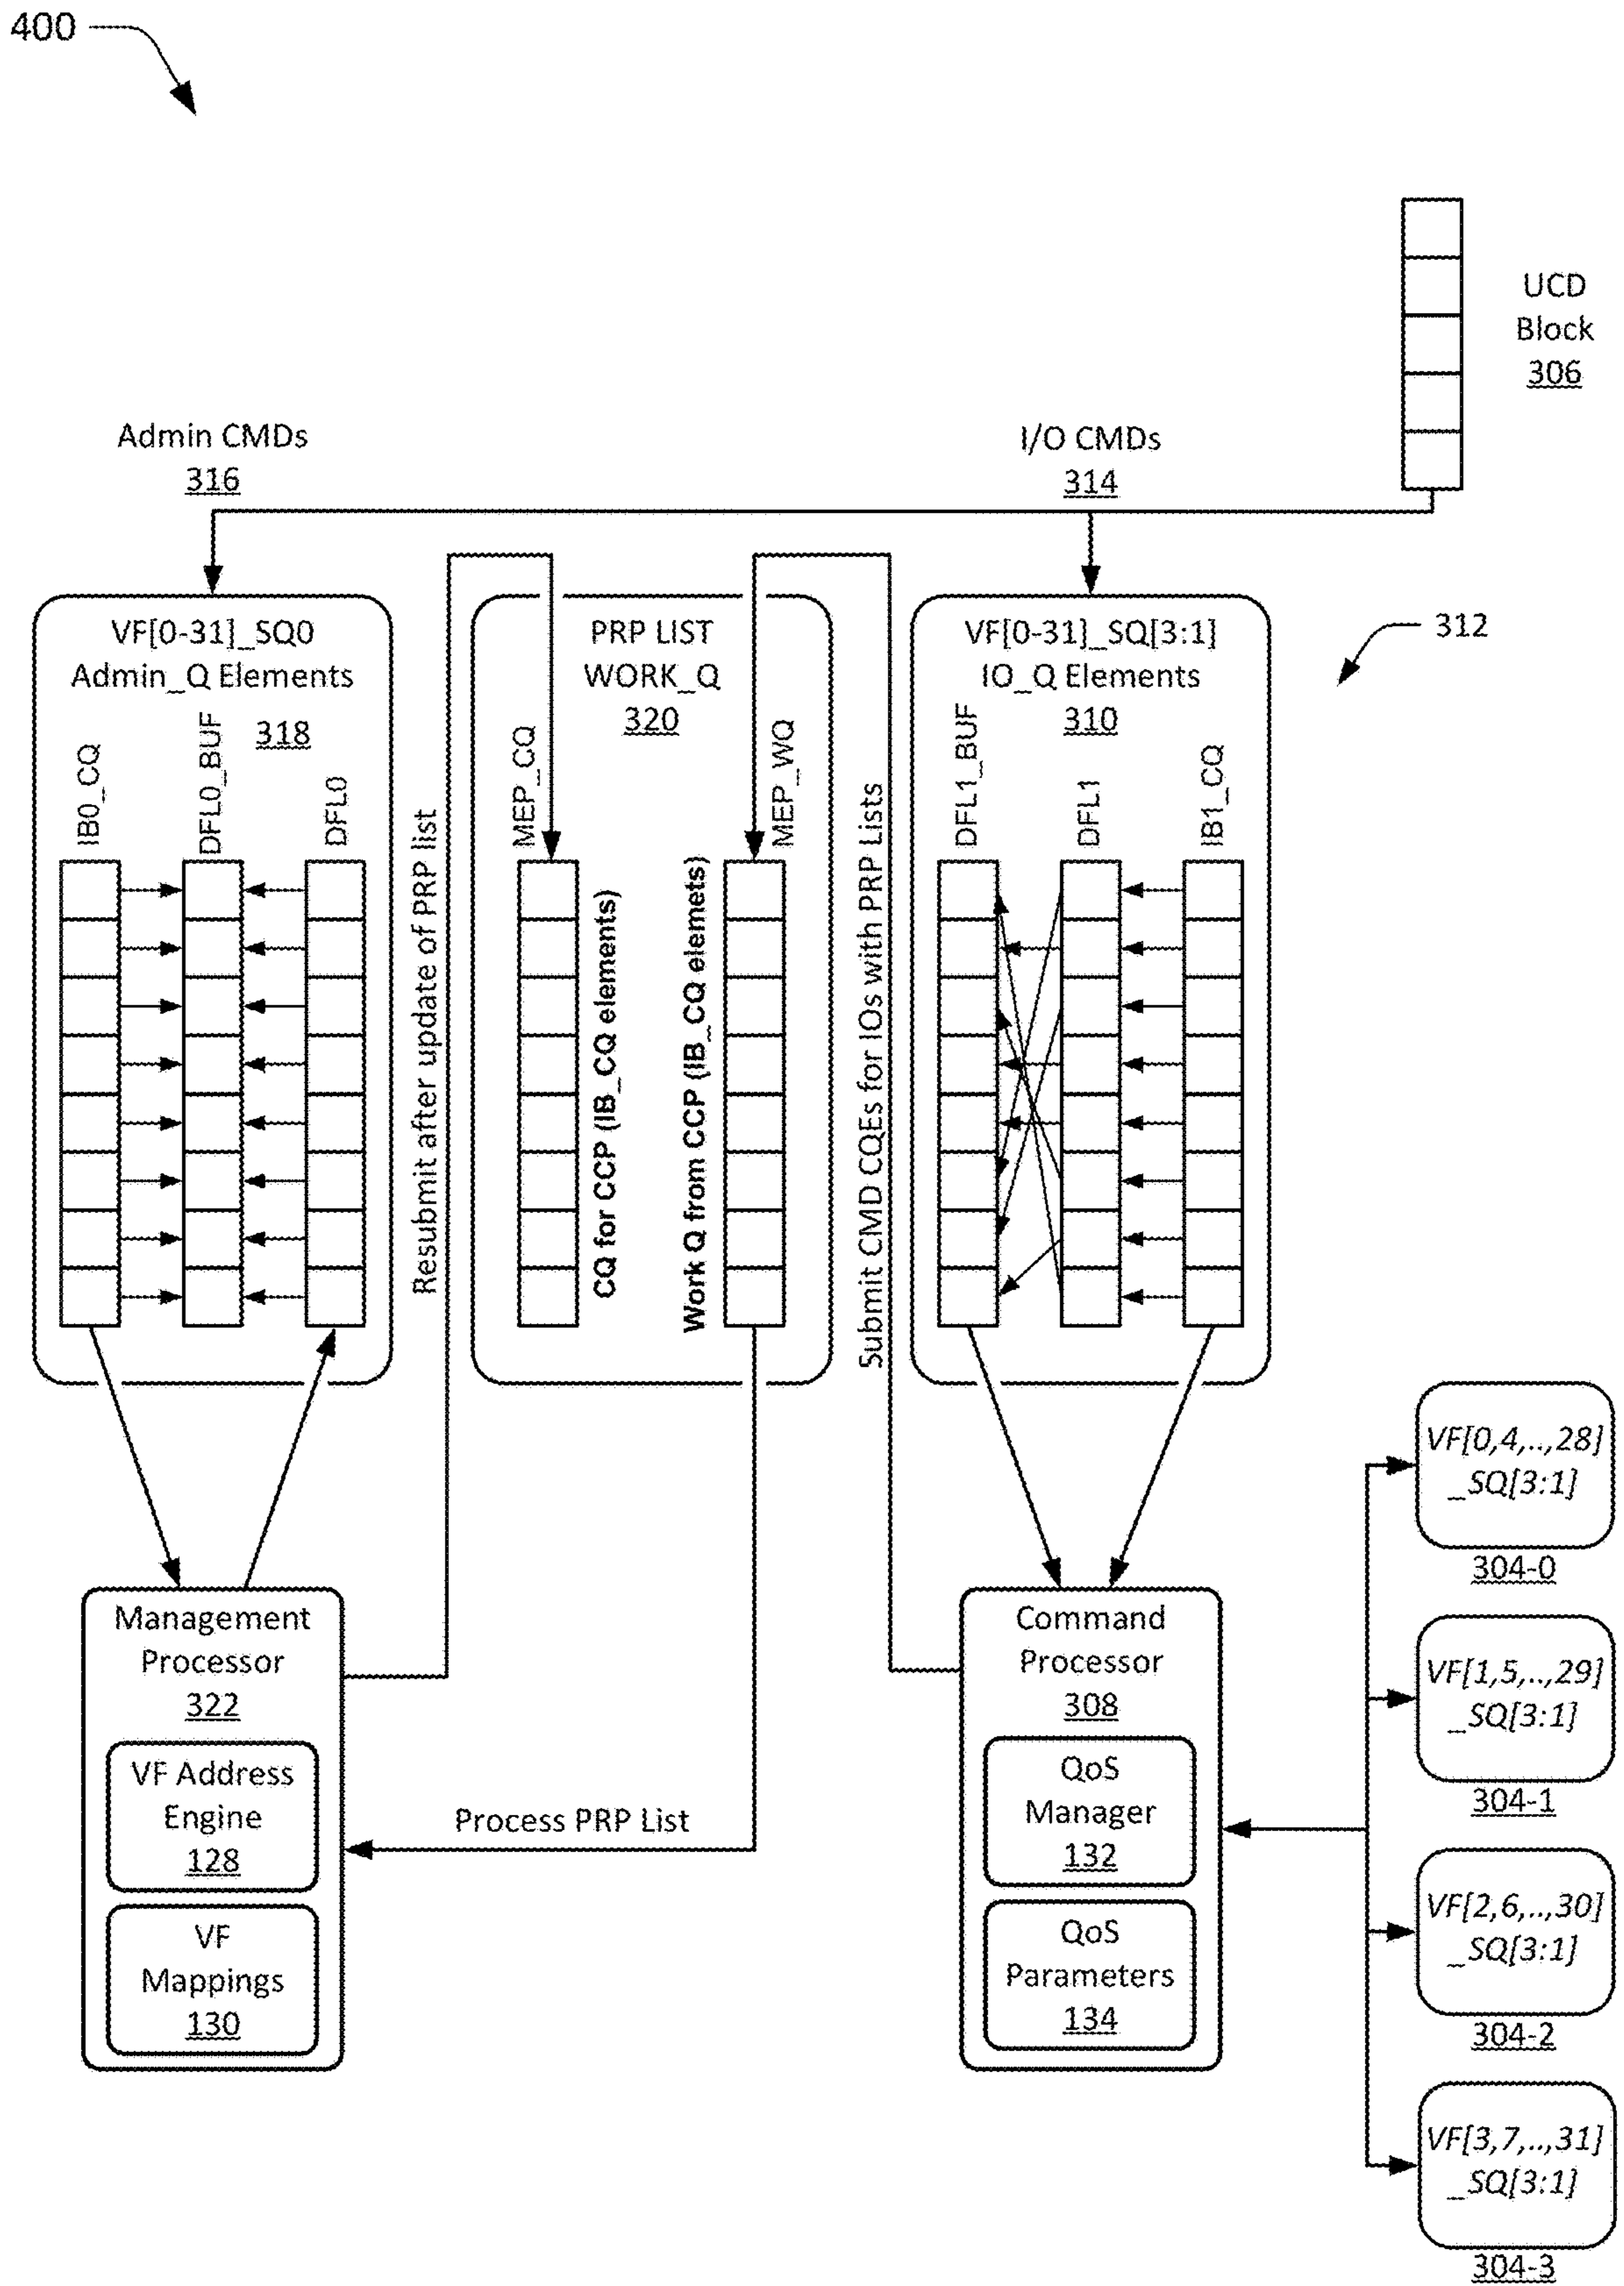 400
UCD
Block
306
Admin CMDs
316
I/O CMDs
314
312
VF[0-31]_SQ0
Admin_Q Elements
318
IB0_CQ
DFL0_BUF
DFL0
Resubmit after update of PRP list
PRP LIST
WORK_Q
320
MEP_CQ
CQ for CCP (IB_CQ elements)
Work Q from CCP (IB_CQ elemets)
MEP_WQ
Submit CMD CQEs for IOs with PRP Lists
VF[0-31]_SQ[3:1]
IO_Q Elements
310
DFL1_BUF
DFL1
IB1_CQ
Management
Processor
322
VF Address
Engine
128
VF
Mappings
130
Process PRP List
Command
Processor
308
QoS
Manager
132
QoS
Parameters
134
VF[0,4,..,28]
_SQ[3:1]
304-0
VF[1,5,..,29]
_SQ[3:1]
304-1
VF[2,6,..,30]
_SQ[3:1]
304-2
VF[3,7,..,31]
_SQ[3:1]
304-3